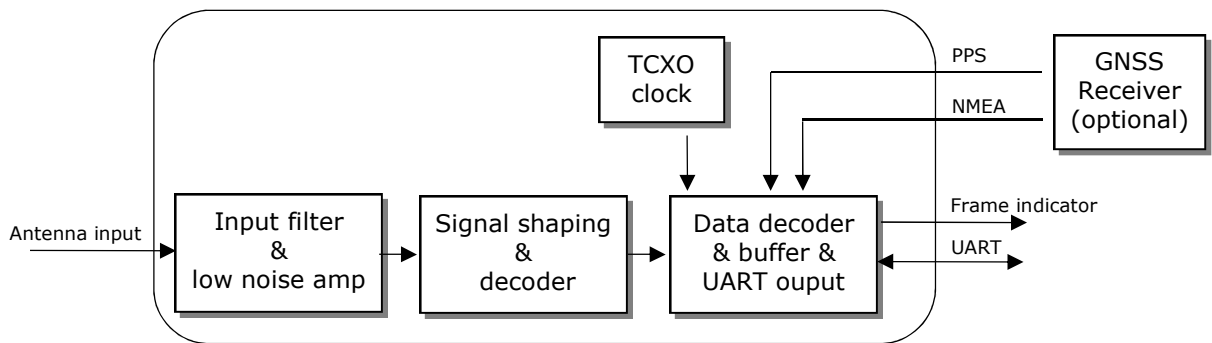 TCXO
clock
PPS
NMEA
GNSS
Receiver
(optional)
Antenna input
Input filter
&
low noise amp
Signal shaping
&
decoder
Data decoder
& buffer &
UART ouput
Frame indicator
UART